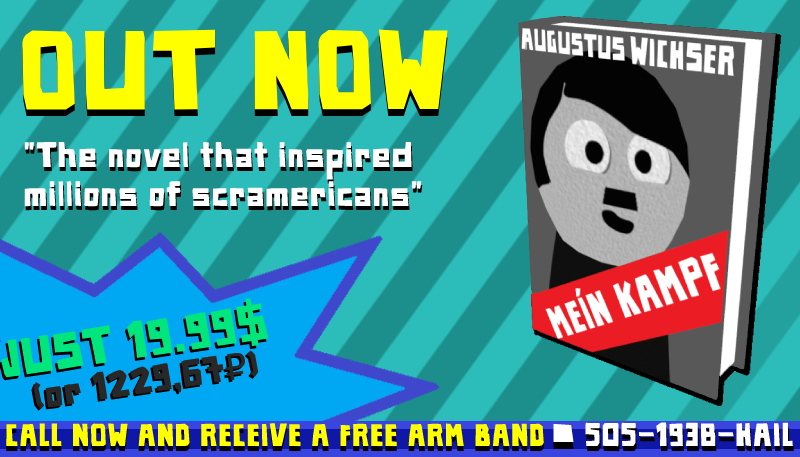 OUT NOW
"The novel that inspired
millions of scramericans"
AUGUSTUS WICHSER
MEÍN KAMPF
JUST 19.99$
(or 1229,67₽)
CALL NOW AND RECEIVE A FREE ARM BAND 505-1938-HAIL